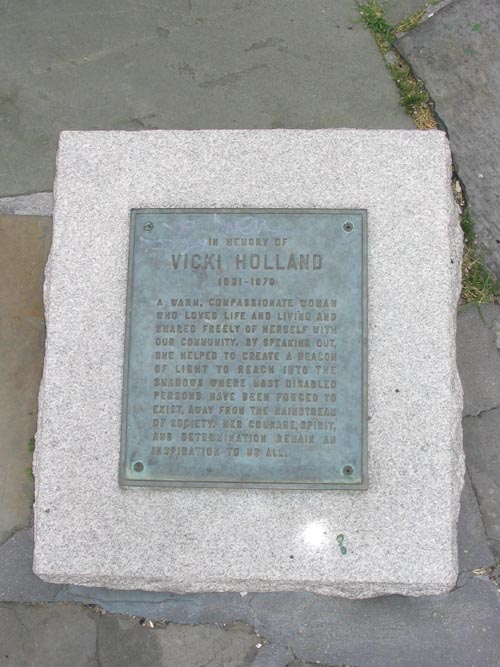 IN MEMORY OF
VICKI HOLLAND
1931-1979
A WARM, COMPASSIONATE WOMAN
WHO LOVED LIFE AND LIVING AND
SHARED FREELY OF HERSELF WITH
OUR COMMUNITY. BY SPEAKING OUT,
SHE HELPED TO CREATE A BEACON
OF LIGHT TO REACH INTO THE
SHADOWS WHERE MOST DISABLED
PERSONS HAVE BEEN FORCED TO
EXIST, AWAY FROM THE MAINSTREAM
OF SOCIETY. HER COURAGE, SPIRIT,
AND DETERMINATION REMAIN AN
INSPIRATION TO US ALL.